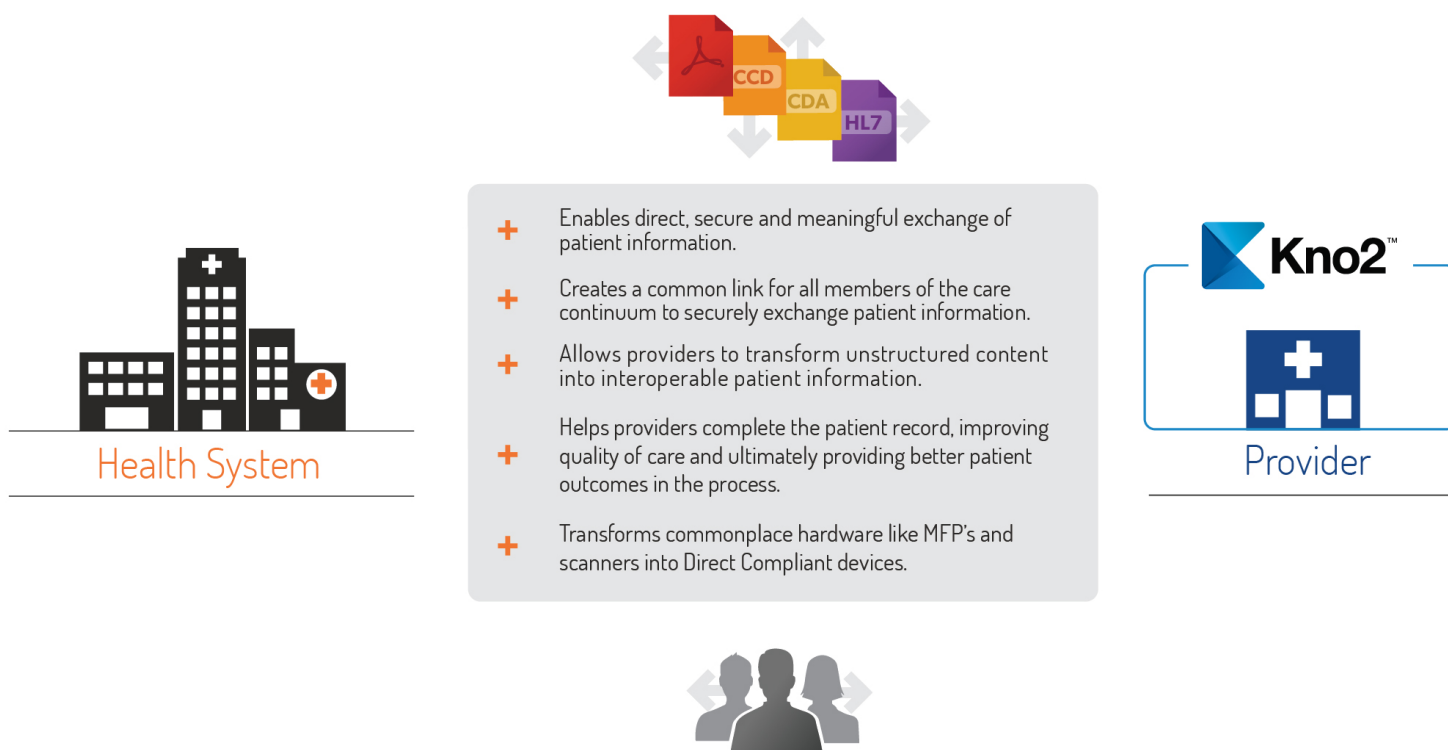 CCD
CDA
HL7
Enables direct, secure and meaningful exchange of
patient information.
Creates a common link for all members of the care
continuum to securely exchange patient information.
Allows providers to transform unstructured content
into interoperable patient information.
Helps providers complete the patient record, improving
quality of care and ultimately providing better patient
outcomes in the process.
Transforms commonplace hardware like MFP's and
scanners into Direct Compliant devices.
Health System
Kno2™
Provider